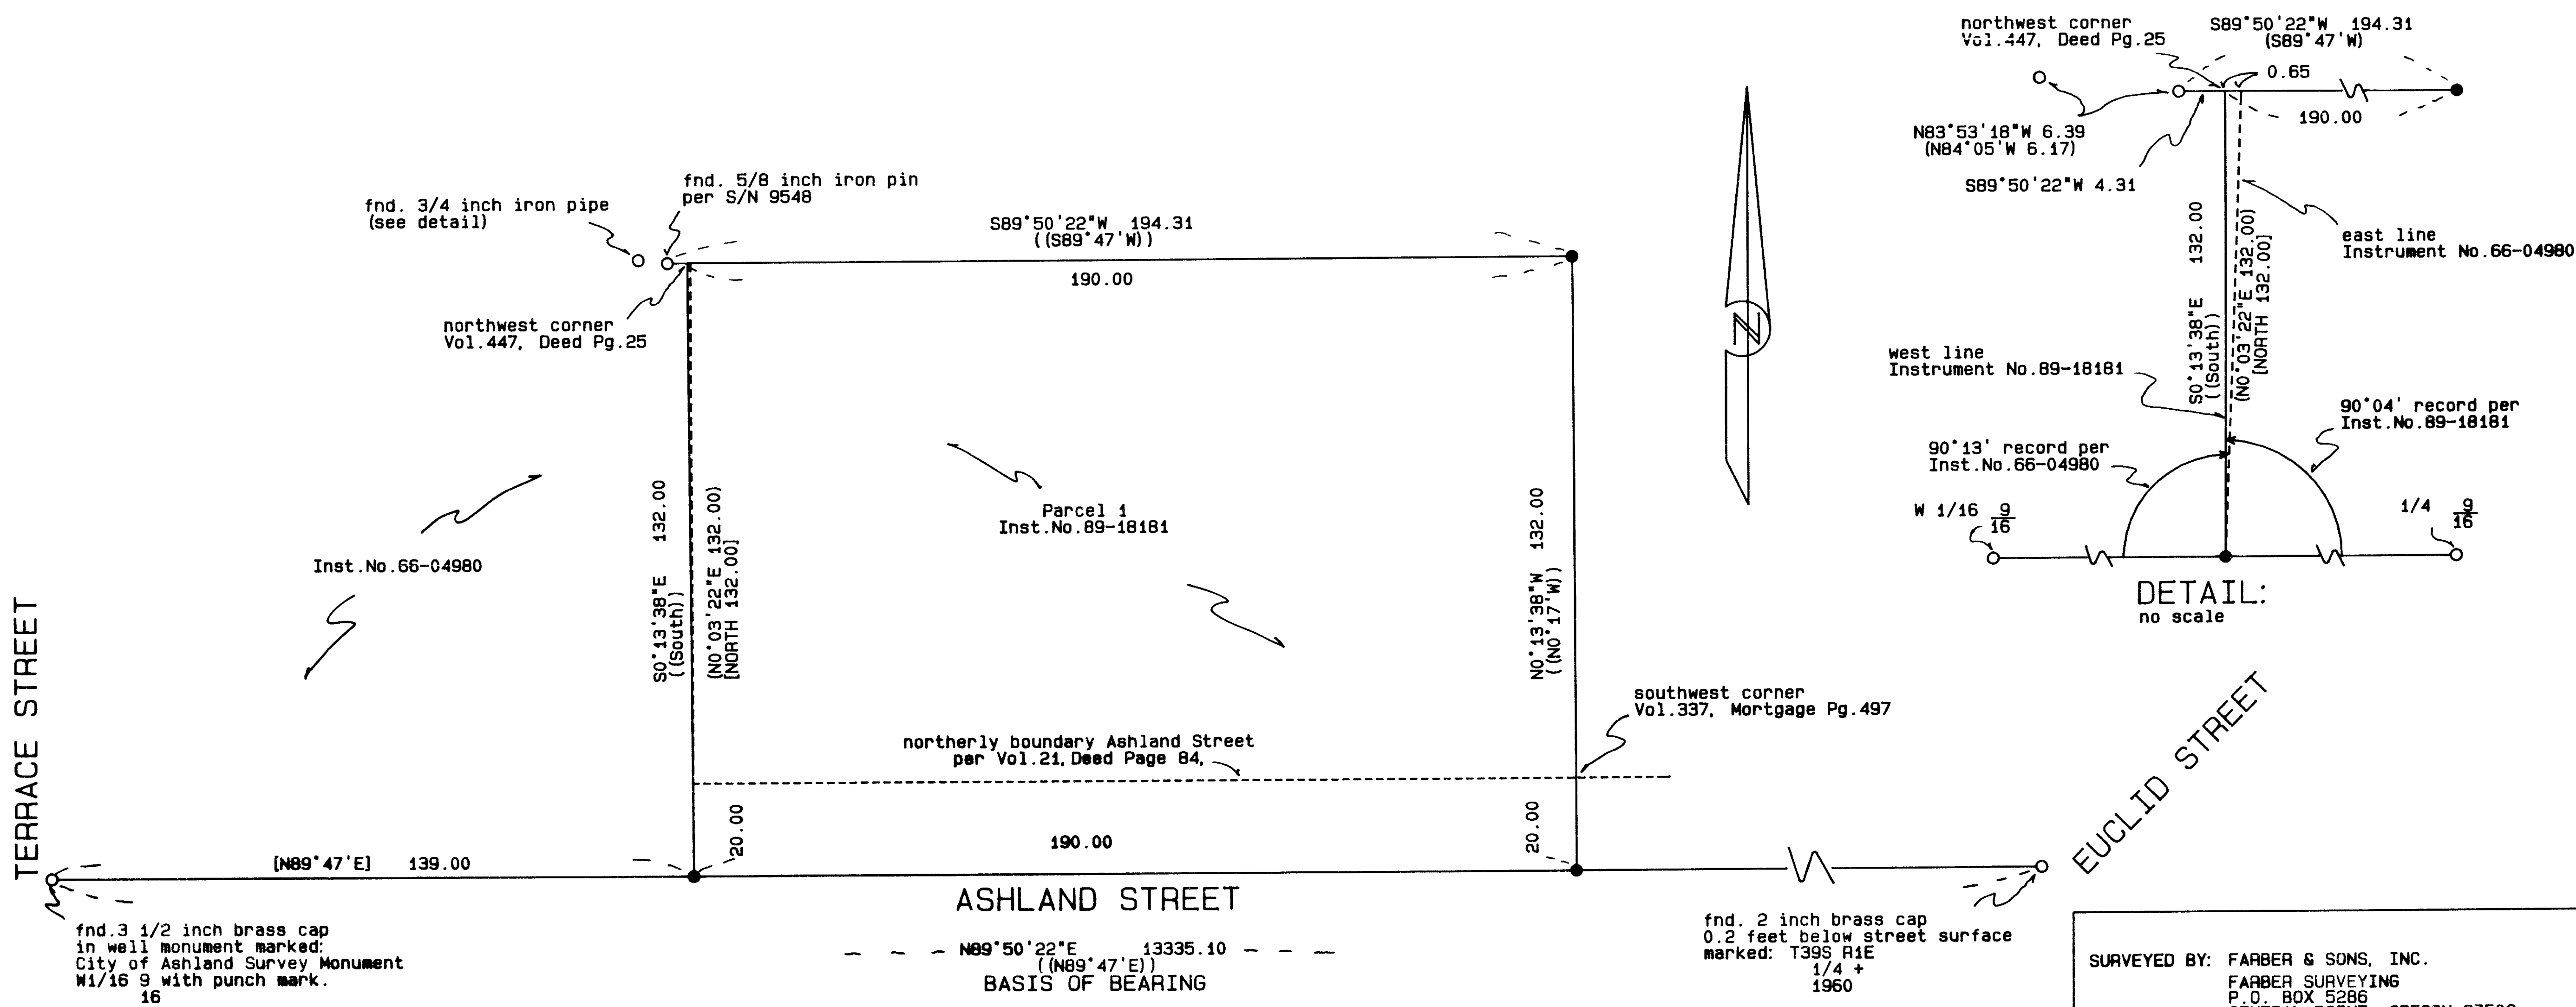 northwest corner
Vol.447, Deed Pg.25
S89°50'22"W 194.31
(S89°47'W)
0.65
190.00
N83°53'18"W 6.39
(N84°05'W 6.17)
S89°50'22"W 4.31
S0°13'38"E 132.00
((South))
(N0°03'22"E 132.00)
[NORTH 132.00]
east line
Instrument No.66-04980
west line
Instrument No.89-18181
90°13' record per
Inst.No.66-04980
90°04' record per
Inst.No.89-18181
W 1/16 9
16
1/4 9
16
DETAIL:
no scale
fnd. 3/4 inch iron pipe
(see detail)
fnd. 5/8 inch iron pin
per S/N 9548
S89°50'22"W 194.31
((S89°47'W))
190.00
northwest corner
Vol.447, Deed Pg.25
N
Inst.No.66-04980
S0°13'38"E 132.00
((South))
(N0°03'22"E 132.00)
[NORTH 132.00]
Parcel 1
Inst.No.89-18181
N0°13'38"W 132.00
((N0°17'W))
southwest corner
Vol.337, Mortgage Pg.497
northerly boundary Ashland Street
per Vol.21, Deed Page 84,
20.00
190.00
20.00
TERRACE STREET
[N89°47'E] 139.00
ASHLAND STREET
EUCLID STREET
fnd.3 1/2 inch brass cap
in well monument marked:
City of Ashland Survey Monument
W1/16 9 with punch mark.
16
N89°50'22"E 13335.10
((N89°47'E))
BASIS OF BEARING
fnd. 2 inch brass cap
0.2 feet below street surface
marked: T39S R1E
1/4 +
1960
SURVEYED BY: FARBER & SONS, INC.
FARBER SURVEYING
P.O. BOX 5286